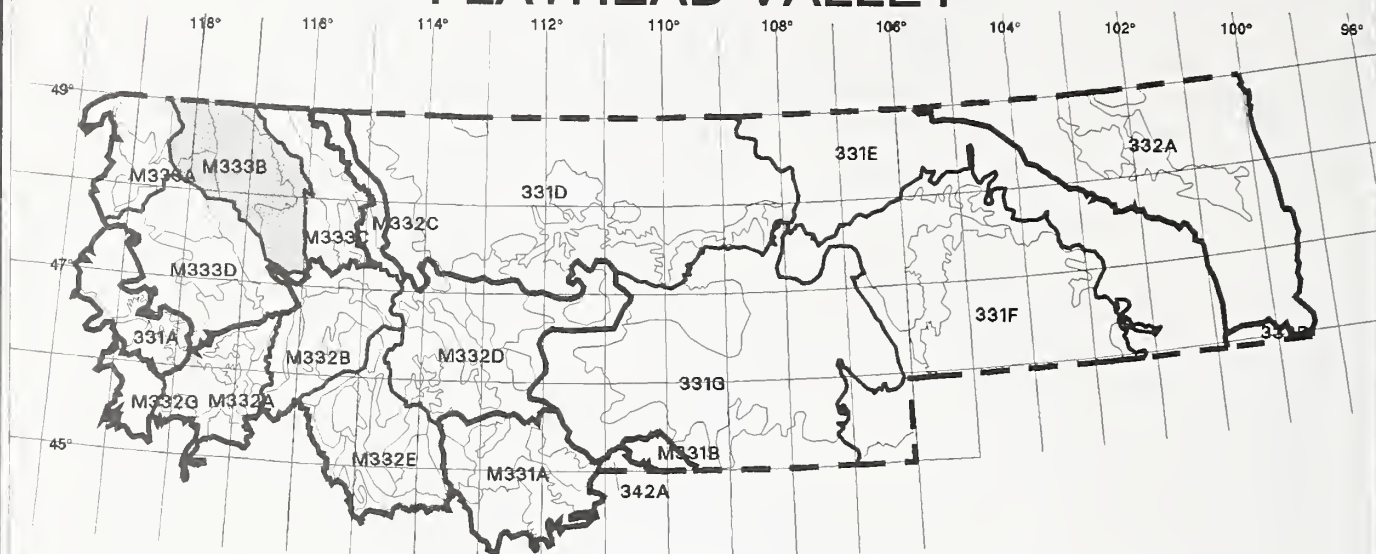 FLATHEAD VALLEY
118° 116° 114° 112° 110° 108° 106° 104° 102° 100° 98°
49°
332A
331E
M333B
M333A
331D
M332C
M333C
47°
M333D
331F
331A
M332B
M332D
331G
M332G M332A
45°
M331B
M332E
M331A
342A